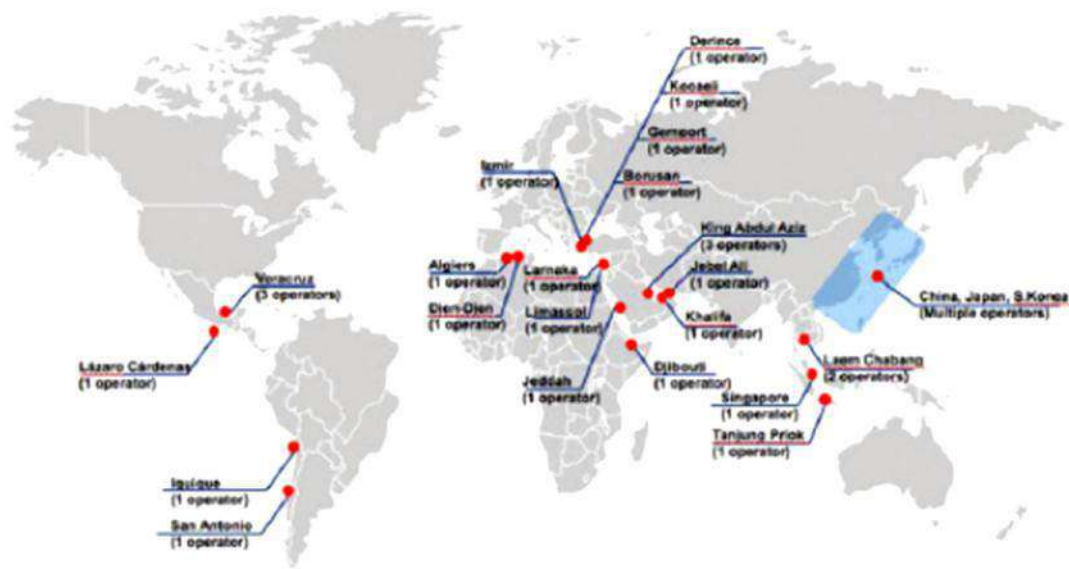 Derince
(1 operator)
Kocaeli
(1 operator)
Gemport
(1 operator)
Izmir
(1 operator)
Borusan
(1 operator)
King Abdul Aziz
(3 operators)
Algiers
(1 operator)
Larnaka
(1 operator)
Jebel Ali
(1 operator)
Veracruz
(3 operators)
Djen-Djen
(1 operator)
Limassol
(1 operator)
Khalifa
(1 operator)
China, Japan, S.Korea
(Multiple operators)
Lázaro Cárdenas
(1 operator)
Jeddah
(1 operator)
Djibouti
(1 operator)
Laem Chabang
(2 operators)
Singapore
(1 operator)
Tanjung Priok
(1 operator)
Iquique
(1 operator)
San Antonio
(1 operator)